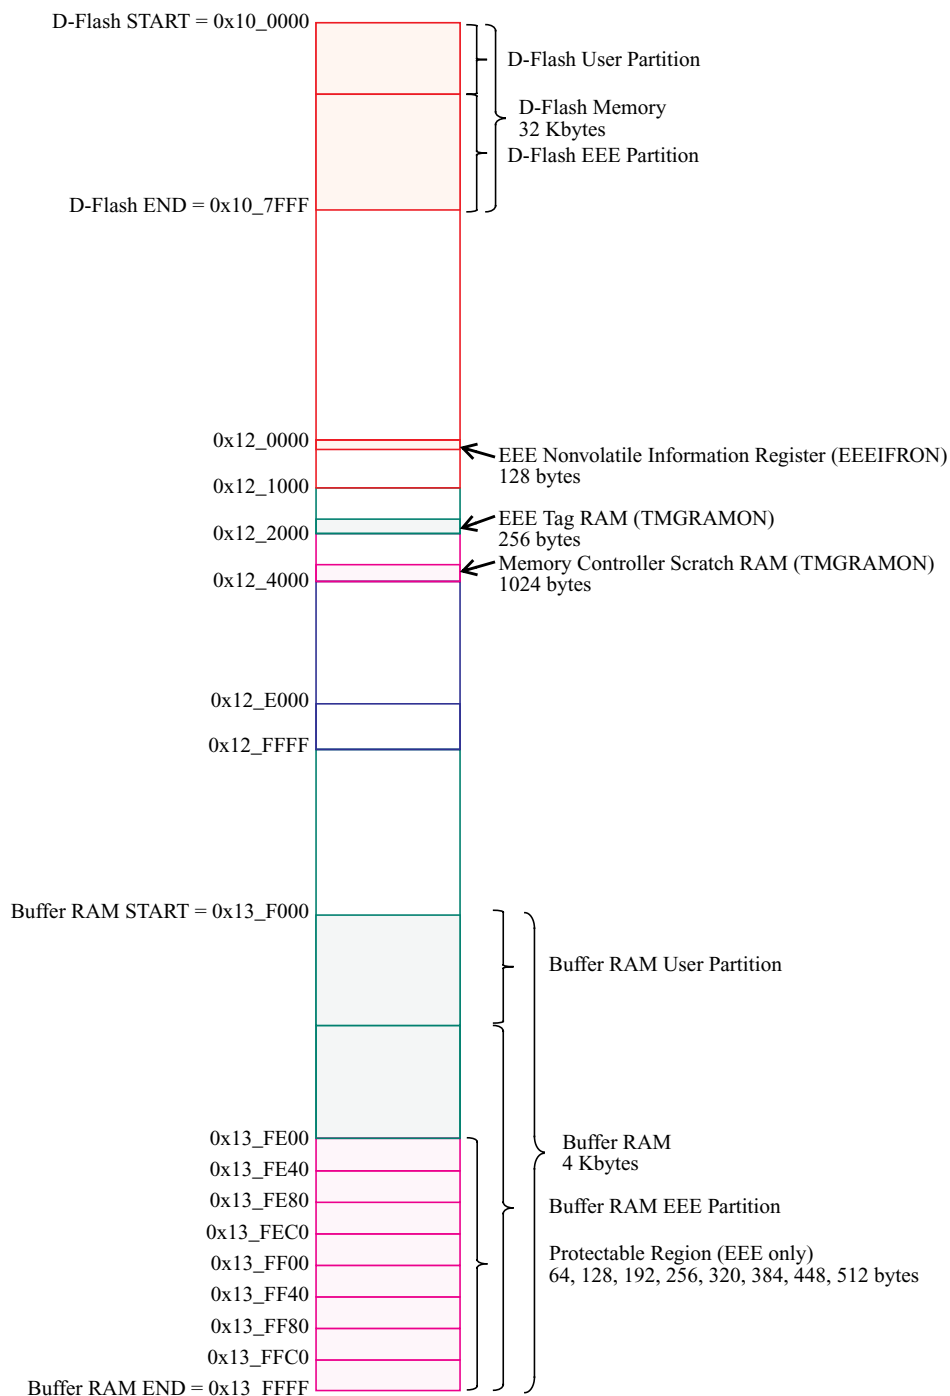 D-Flash START = 0x10_0000
D-Flash User Partition
D-Flash Memory
32 Kbytes
D-Flash EEE Partition
D-Flash END = 0x10_7FFF
0x12_0000
EEE Nonvolatile Information Register (EEEIFRON)
128 bytes
0x12_1000
EEE Tag RAM (TMGRAMON)
256 bytes
0x12_2000
Memory Controller Scratch RAM (TMGRAMON)
1024 bytes
0x12_4000
0x12_E000
0x12_FFFF
Buffer RAM START = 0x13_F000
Buffer RAM User Partition
0x13_FE00
Buffer RAM
4 Kbytes
0x13_FE40
0x13_FE80
Buffer RAM EEE Partition
0x13_FEC0
Protectable Region (EEE only)
64, 128, 192, 256, 320, 384, 448, 512 bytes
0x13_FF00
0x13_FF40
0x13_FF80
0x13_FFC0
Buffer RAM END = 0x13_FFFF